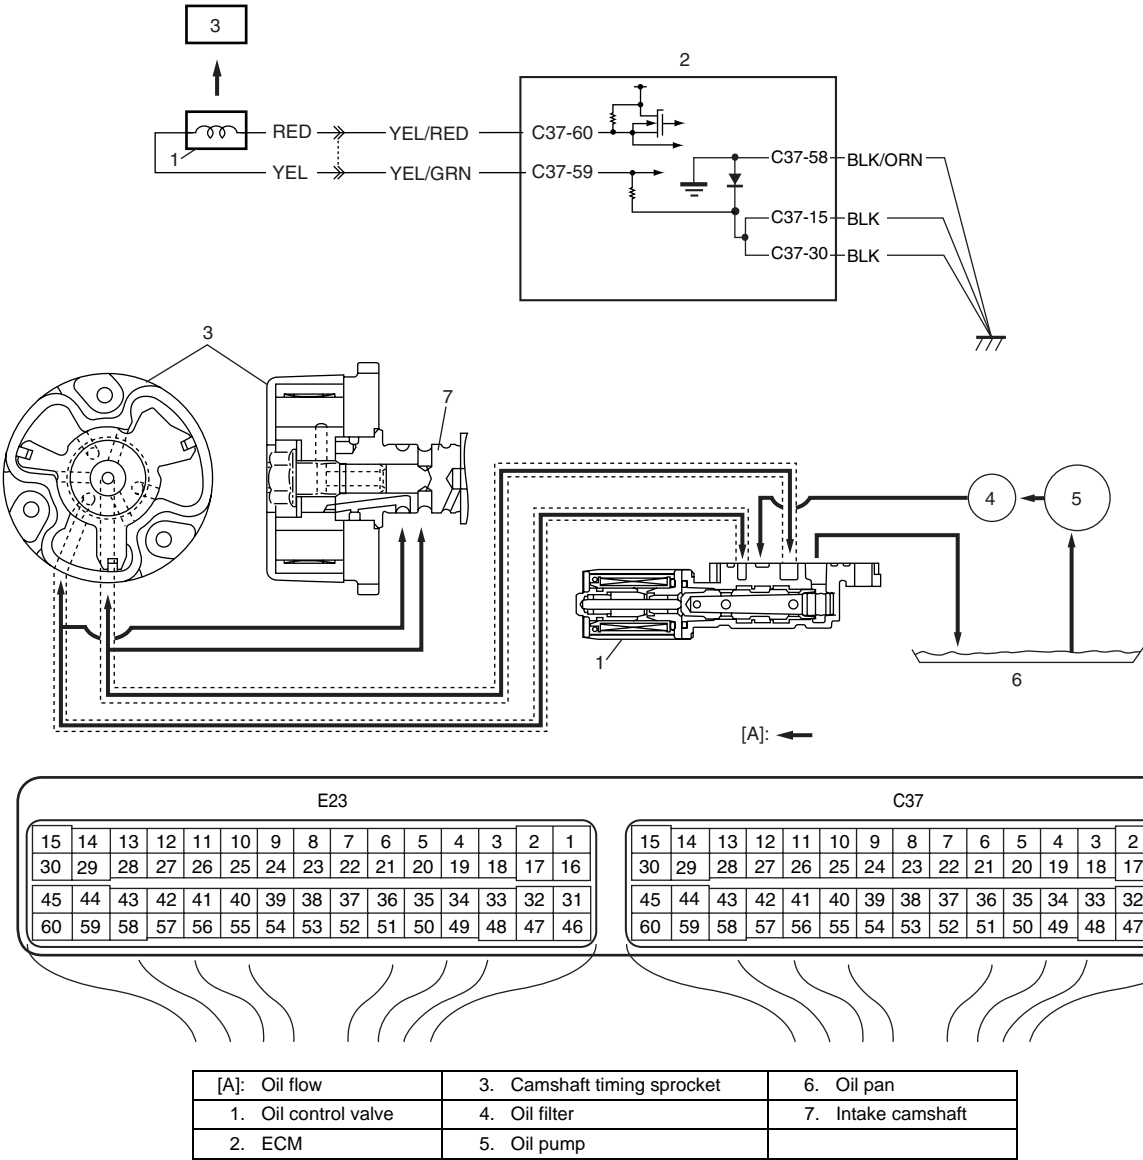 3
2
1
RED YEL/RED C37-60
YEL YEL/GRN C37-59
C37-58 BLK/ORN
C37-15 BLK
C37-30 BLK
3
7
4
5
1
6
[A]:
E23
15 14 13 12 11 10 9 8 7 6 5 4 3 2 1
30 29 28 27 26 25 24 23 22 21 20 19 18 17 16
45 44 43 42 41 40 39 38 37 36 35 34 33 32 31
60 59 58 57 56 55 54 53 52 51 50 49 48 47 46
C37
15 14 13 12 11 10 9 8 7 6 5 4 3 2
30 29 28 27 26 25 24 23 22 21 20 19 18 17
45 44 43 42 41 40 39 38 37 36 35 34 33 32
60 59 58 57 56 55 54 53 52 51 50 49 48 47
[A]: Oil flow 3. Camshaft timing sprocket 6. Oil pan
1. Oil control valve 4. Oil filter 7. Intake camshaft
2. ECM 5. Oil pump